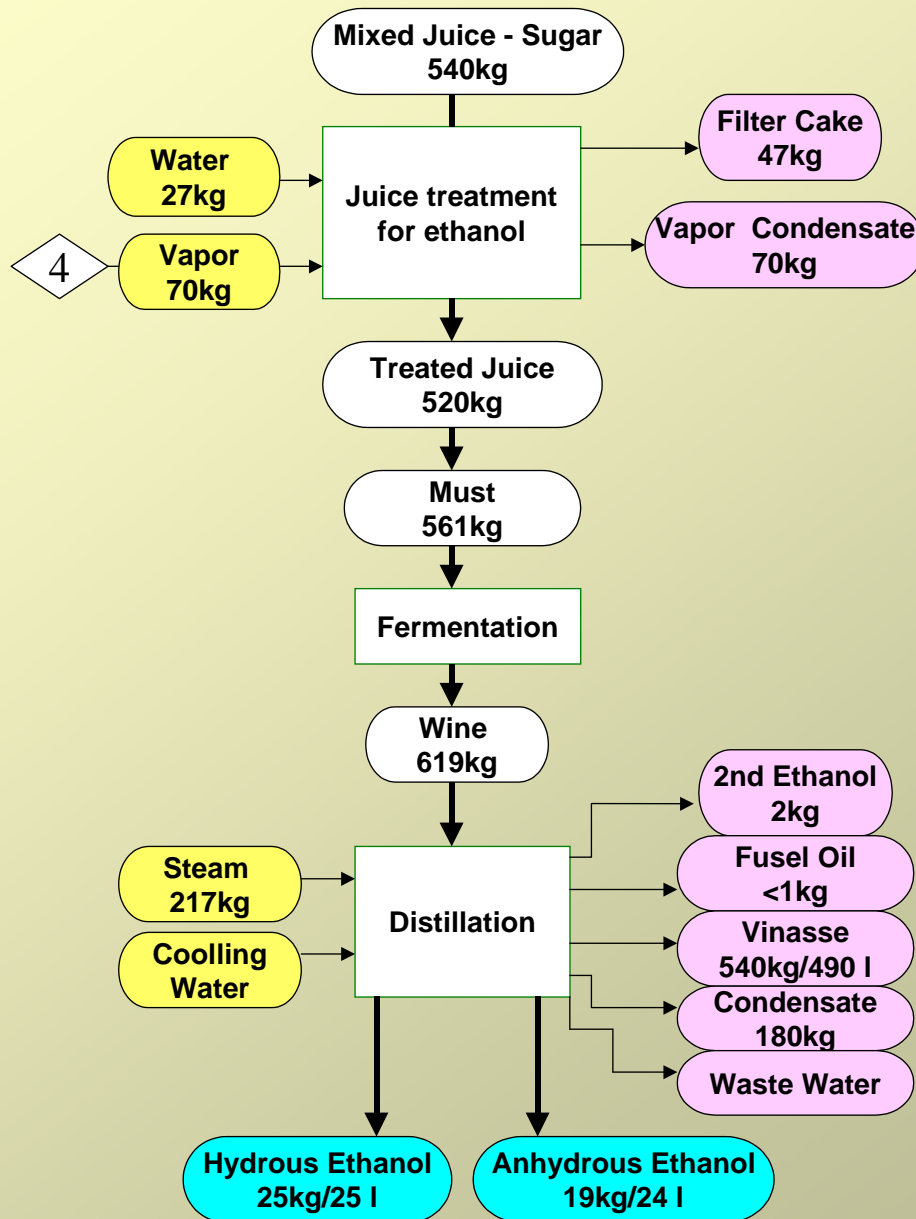 Mixed Juice - Sugar
540kg
Water
27kg
4
Vapor
70kg
Juice treatment
for ethanol
Filter Cake
47kg
Vapor Condensate
70kg
Treated Juice
520kg
Must
561kg
Fermentation
Wine
619kg
Steam
217kg
Coolling
Water
Distillation
2nd Ethanol
2kg
Fusel Oil
<1kg
Vinasse
540kg/490 l
Condensate
180kg
Waste Water
Hydrous Ethanol
25kg/25 l
Anhydrous Ethanol
19kg/24 l